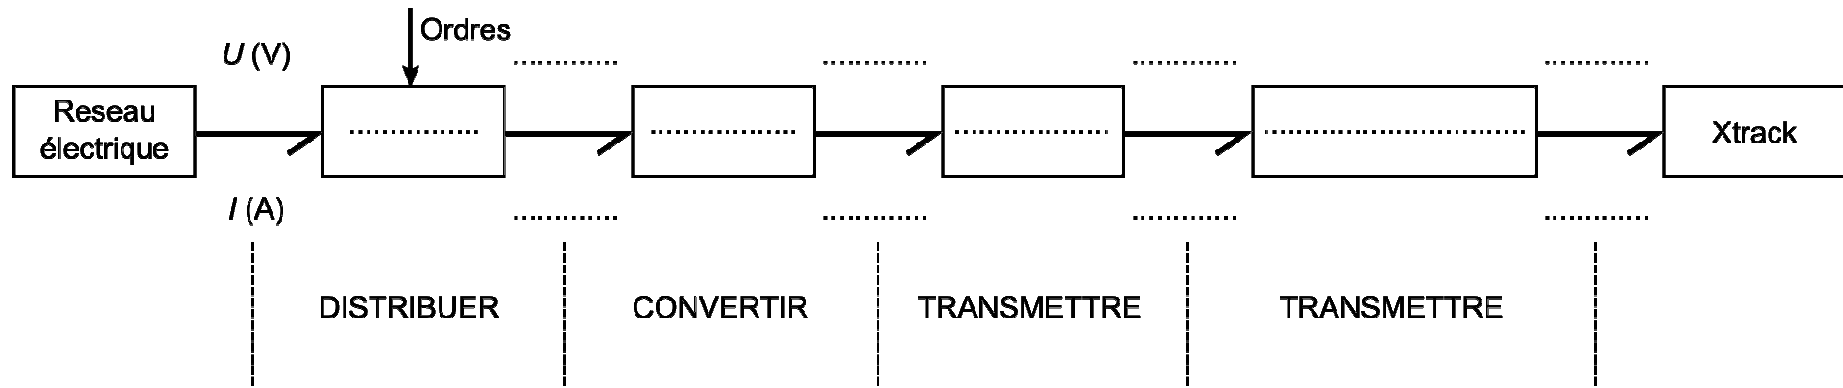 Ordres
U (V)
Reseau
électrique
Xtrack
I (A)
DISTRIBUER
CONVERTIR
TRANSMETTRE
TRANSMETTRE